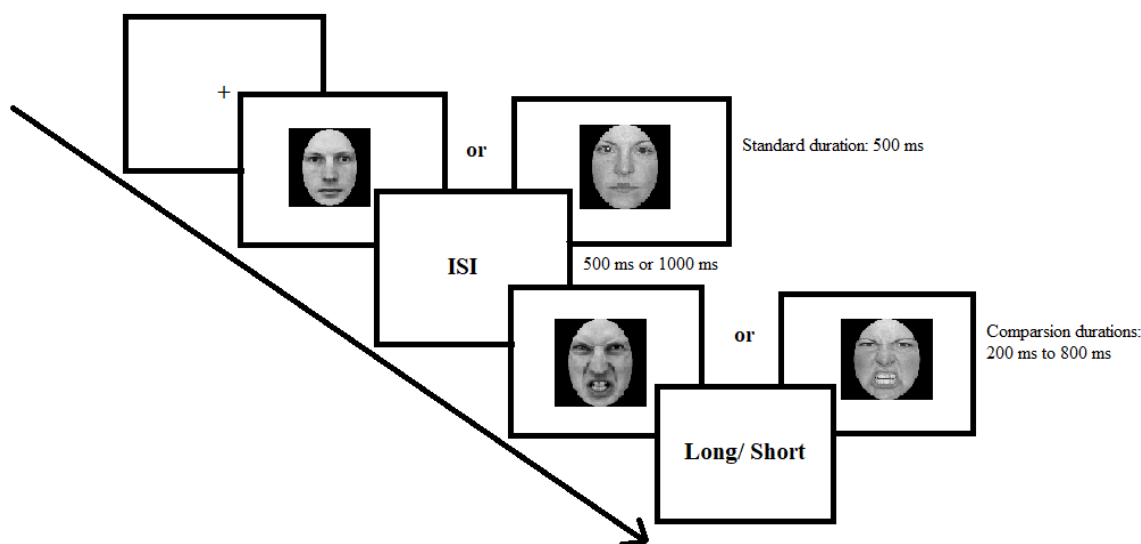 +
or
Standard duration: 500 ms
ISI
500 ms or 1000 ms
or
Comparsion durations:
200 ms to 800 ms
Long/ Short